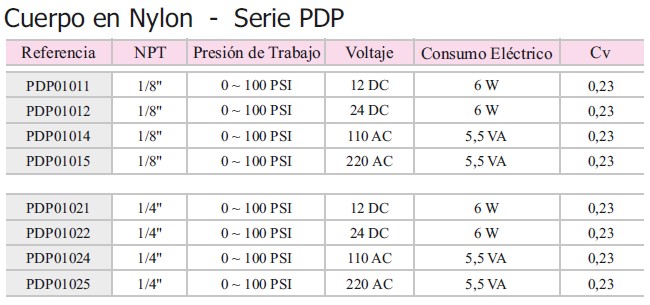 Cuerpo en Nylon - Serie PDP
Referencia NPT Presión de Trabajo Voltaje Consumo Eléctrico Cv
PDP01011 1/8" 0 ~ 100 PSI 12 DC 6 W 0,23
PDP01012 1/8" 0 ~ 100 PSI 24 DC 6 W 0,23
PDP01014 1/8" 0 ~ 100 PSI 110 AC 5,5 VA 0,23
PDP01015 1/8" 0 ~ 100 PSI 220 AC 5,5 VA 0,23
PDP01021 1/4" 0 ~ 100 PSI 12 DC 6 W 0,23
PDP01022 1/4" 0 ~ 100 PSI 24 DC 6 W 0,23
PDP01024 1/4" 0 ~ 100 PSI 110 AC 5,5 VA 0,23
PDP01025 1/4" 0 ~ 100 PSI 220 AC 5,5 VA 0,23